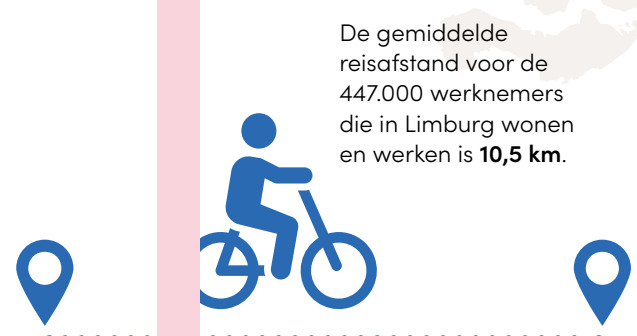 De gemiddelde
reisafstand voor de
447.000 werknemers
die in Limburg wonen
en werken is 10,5 km.